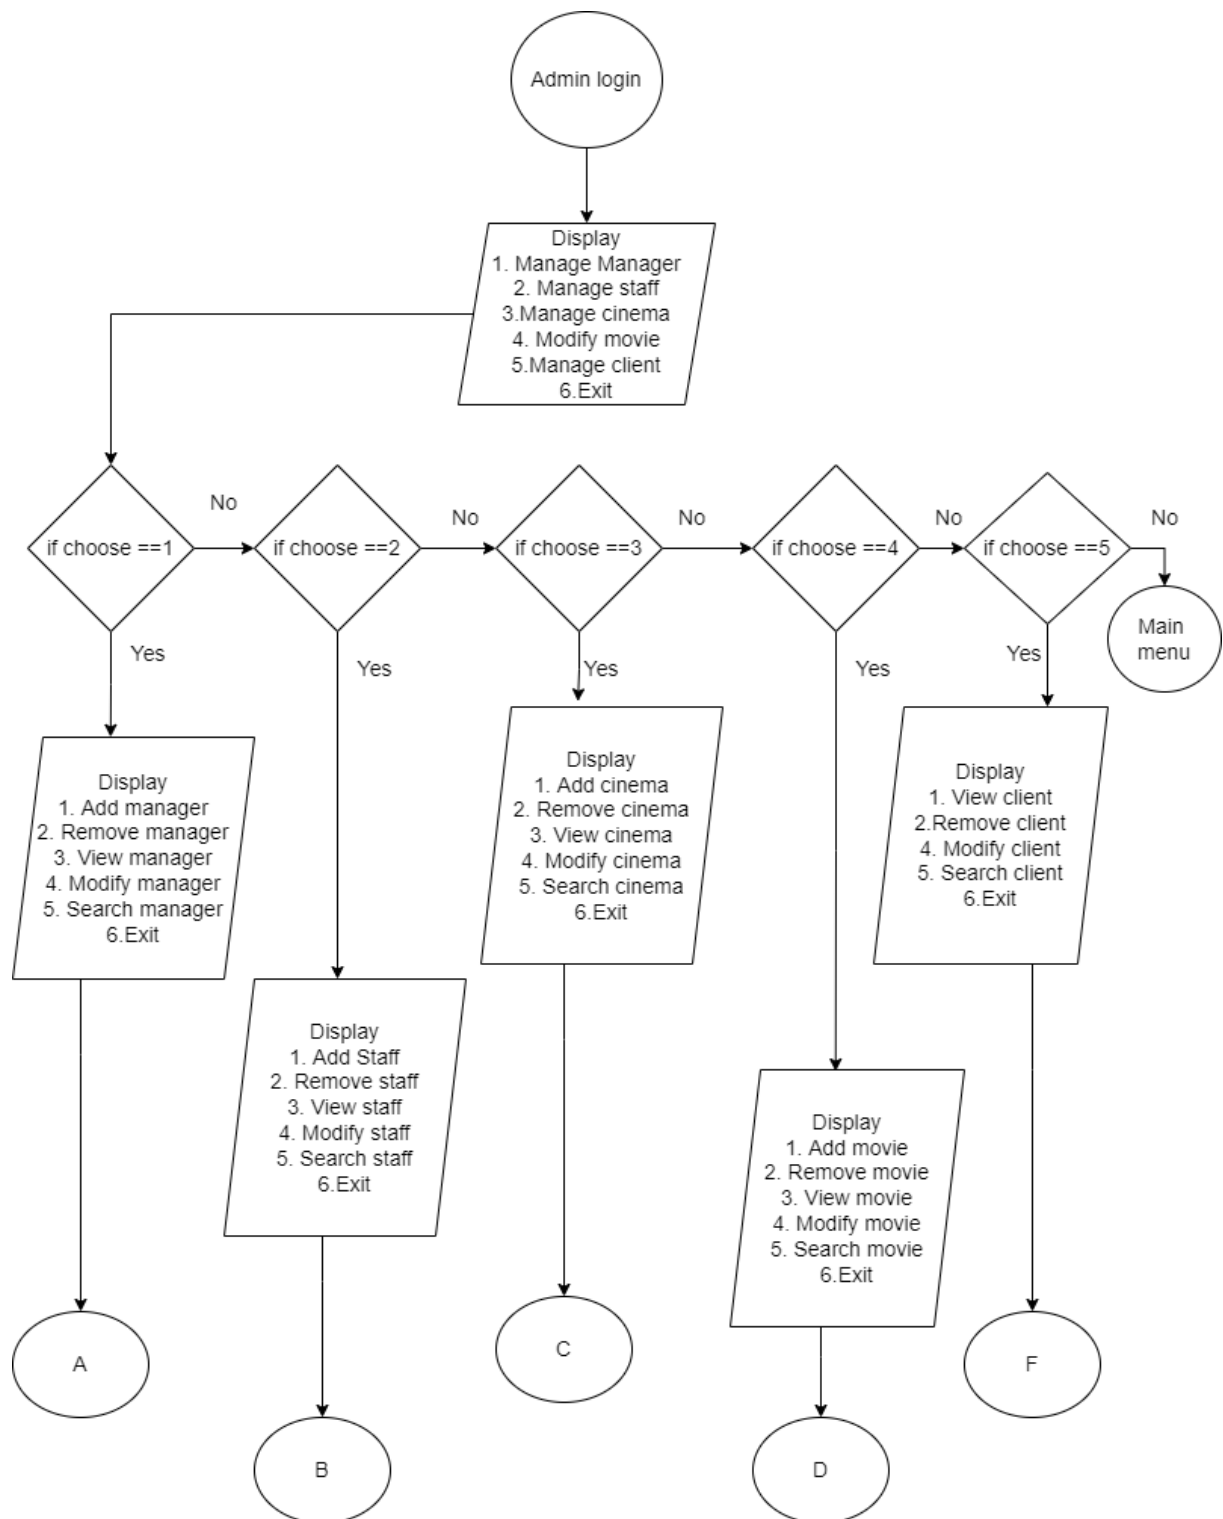 Admin login
Display
1. Manage Manager
2. Manage staff
3.Manage cinema
4. Modify movie
5.Manage client
6.Exit
if choose ==1
No
if choose ==2
No
if choose ==3
No
if choose ==4
No
if choose ==5
No
Main
menu
Yes
Yes
Yes
Yes
Yes
Display
1. Add manager
2. Remove manager
3. View manager
4. Modify manager
5. Search manager
6.Exit
Display
1. Add Staff
2. Remove staff
3. View staff
4. Modify staff
5. Search staff
6.Exit
Display
1. Add cinema
2. Remove cinema
3. View cinema
4. Modify cinema
5. Search cinema
6.Exit
Display
1. Add movie
2. Remove movie
3. View movie
4. Modify movie
5. Search movie
6.Exit
Display
1. View client
2.Remove client
4. Modify client
5. Search client
6.Exit
A
B
C
D
F